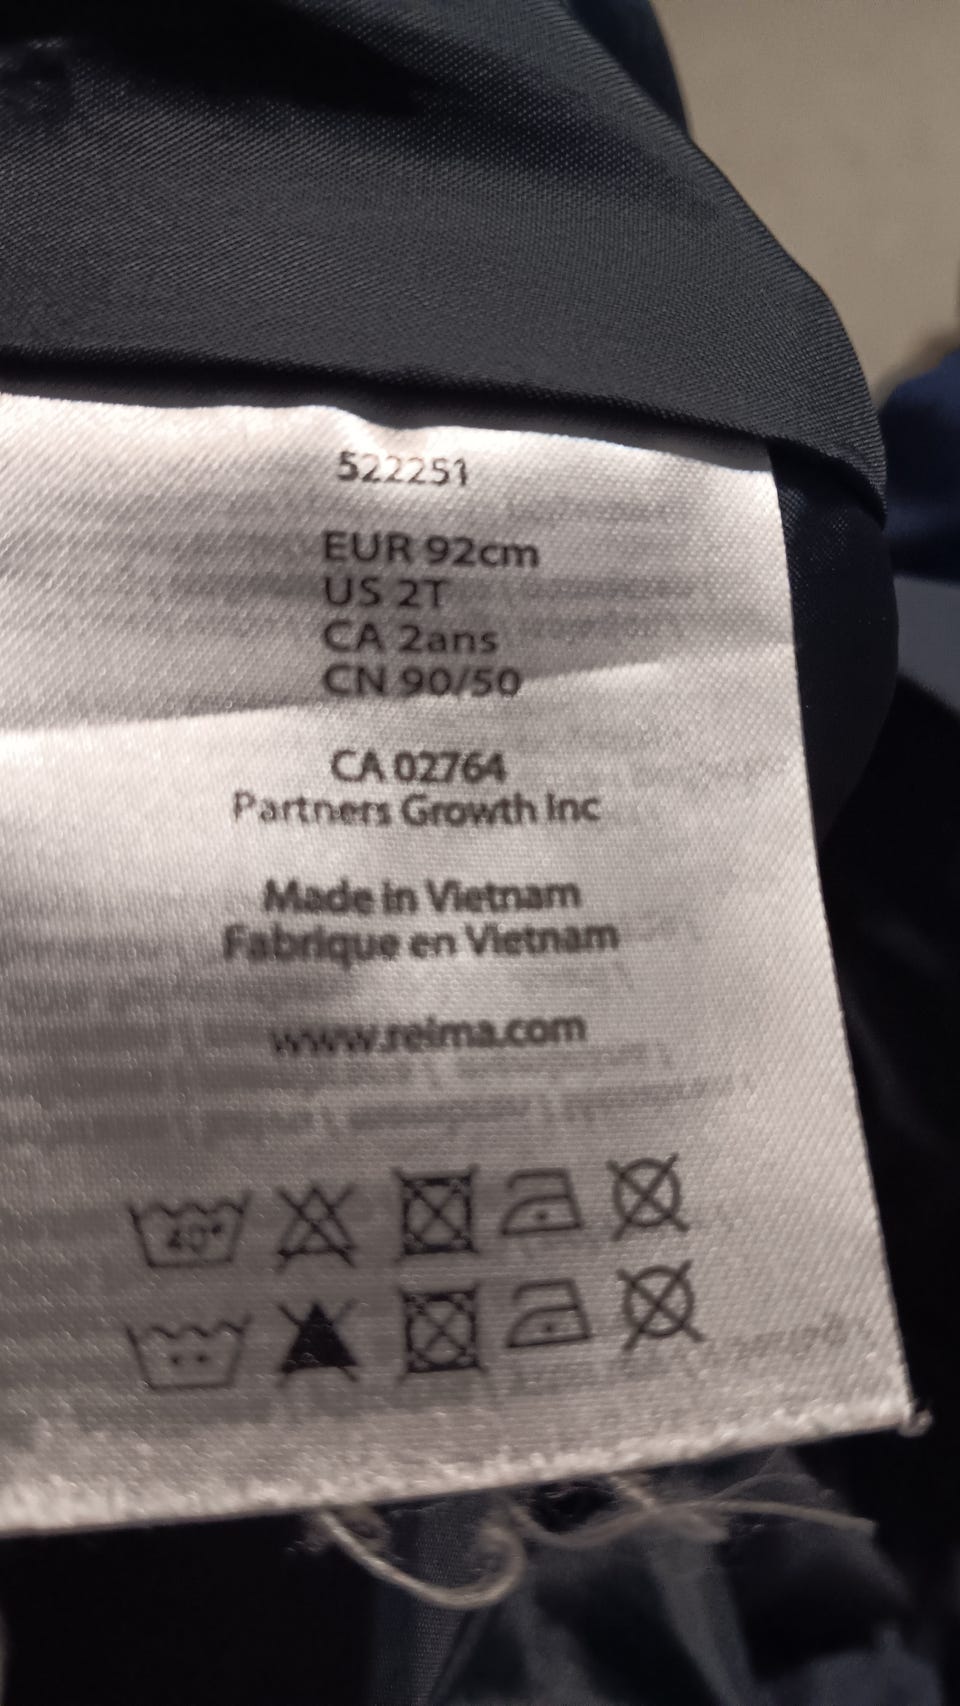 522251
EUR 92cm
US 2T
CA 2ans
CN 90/50
CA 02764
Partners Growth Inc
Made in Vietnam
Fabriqué en Vietnam
www.reima.com
40°